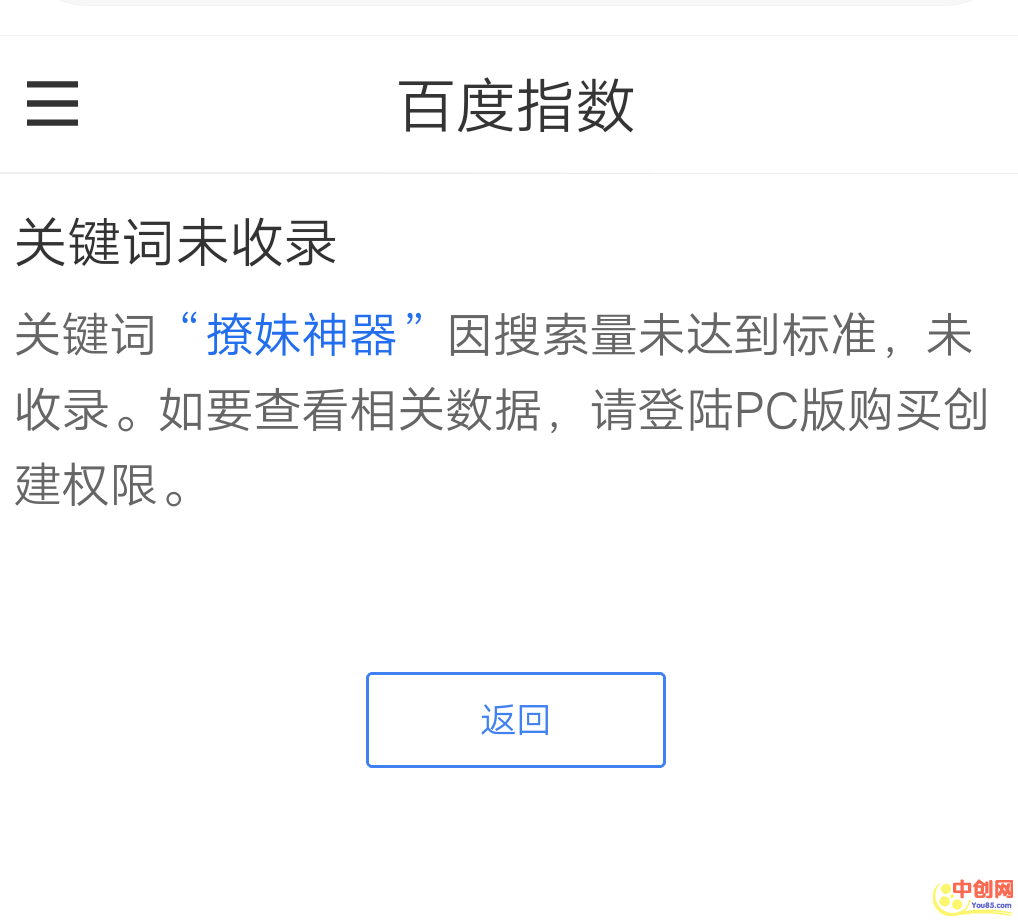 百度指数
关键词未收录
关键词“撩妹神器”因搜索量未达到标准，未
收录。如要查看相关数据，请登陆PC版购买创
建权限。
返回
中创网
You85.com